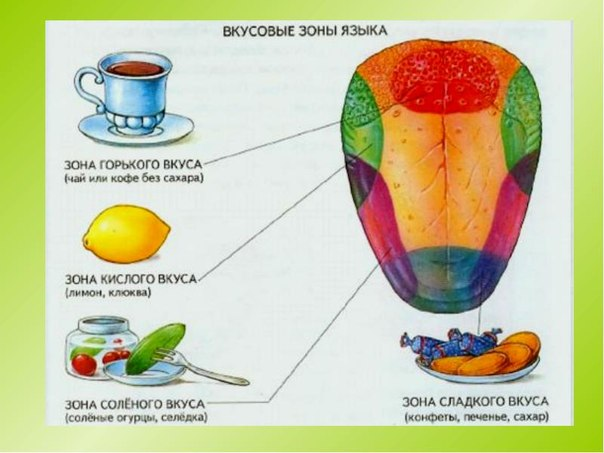 ВКУСОВЫЕ ЗОНЫ ЯЗЫКА
ЗОНА ГОРЬКОГО ВКУСА
(чай или кофе без сахара)
ЗОНА КИСЛОГО ВКУСА
(лимон, клюква)
ЗОНА СОЛЁНОГО ВКУСА
(солёные огурцы, селёдка)
ЗОНА СЛАДКОГО ВКУСА
(конфеты, печенье, сахар)